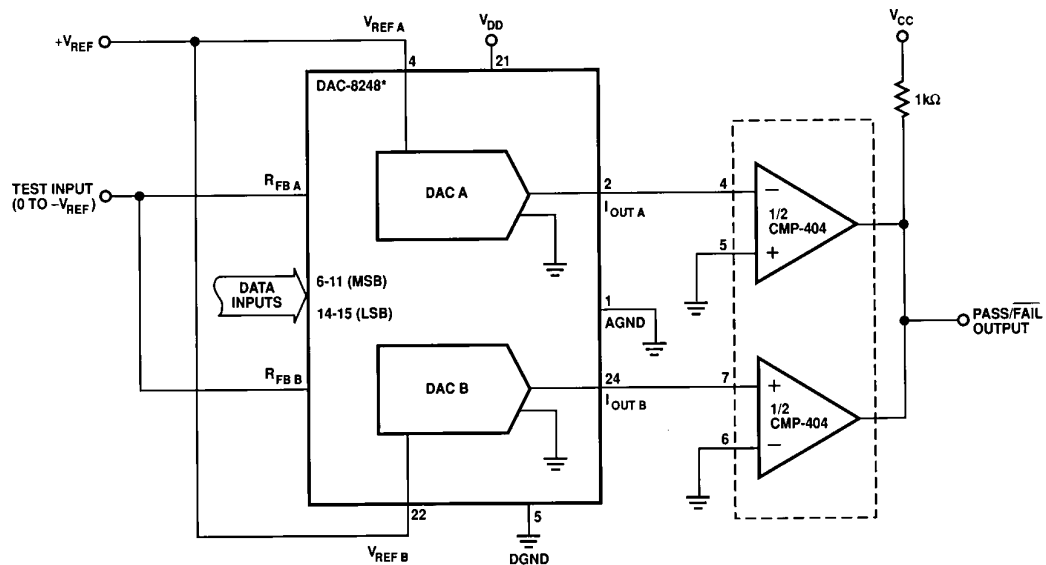 +VREF
VREF A
4
VDD
21
VCC
1kΩ
DAC-8248*
TEST INPUT
(0 TO –VREF)
RFB A
DAC A
2
IOUT A
4
–
1/2
CMP-404
5
+
DATA
INPUTS
6-11 (MSB)
14-15 (LSB)
1
AGND
PASS/FAIL
OUTPUT
RFB B
DAC B
24
IOUT B
7
+
1/2
CMP-404
6
–
22
VREF B
5
DGND